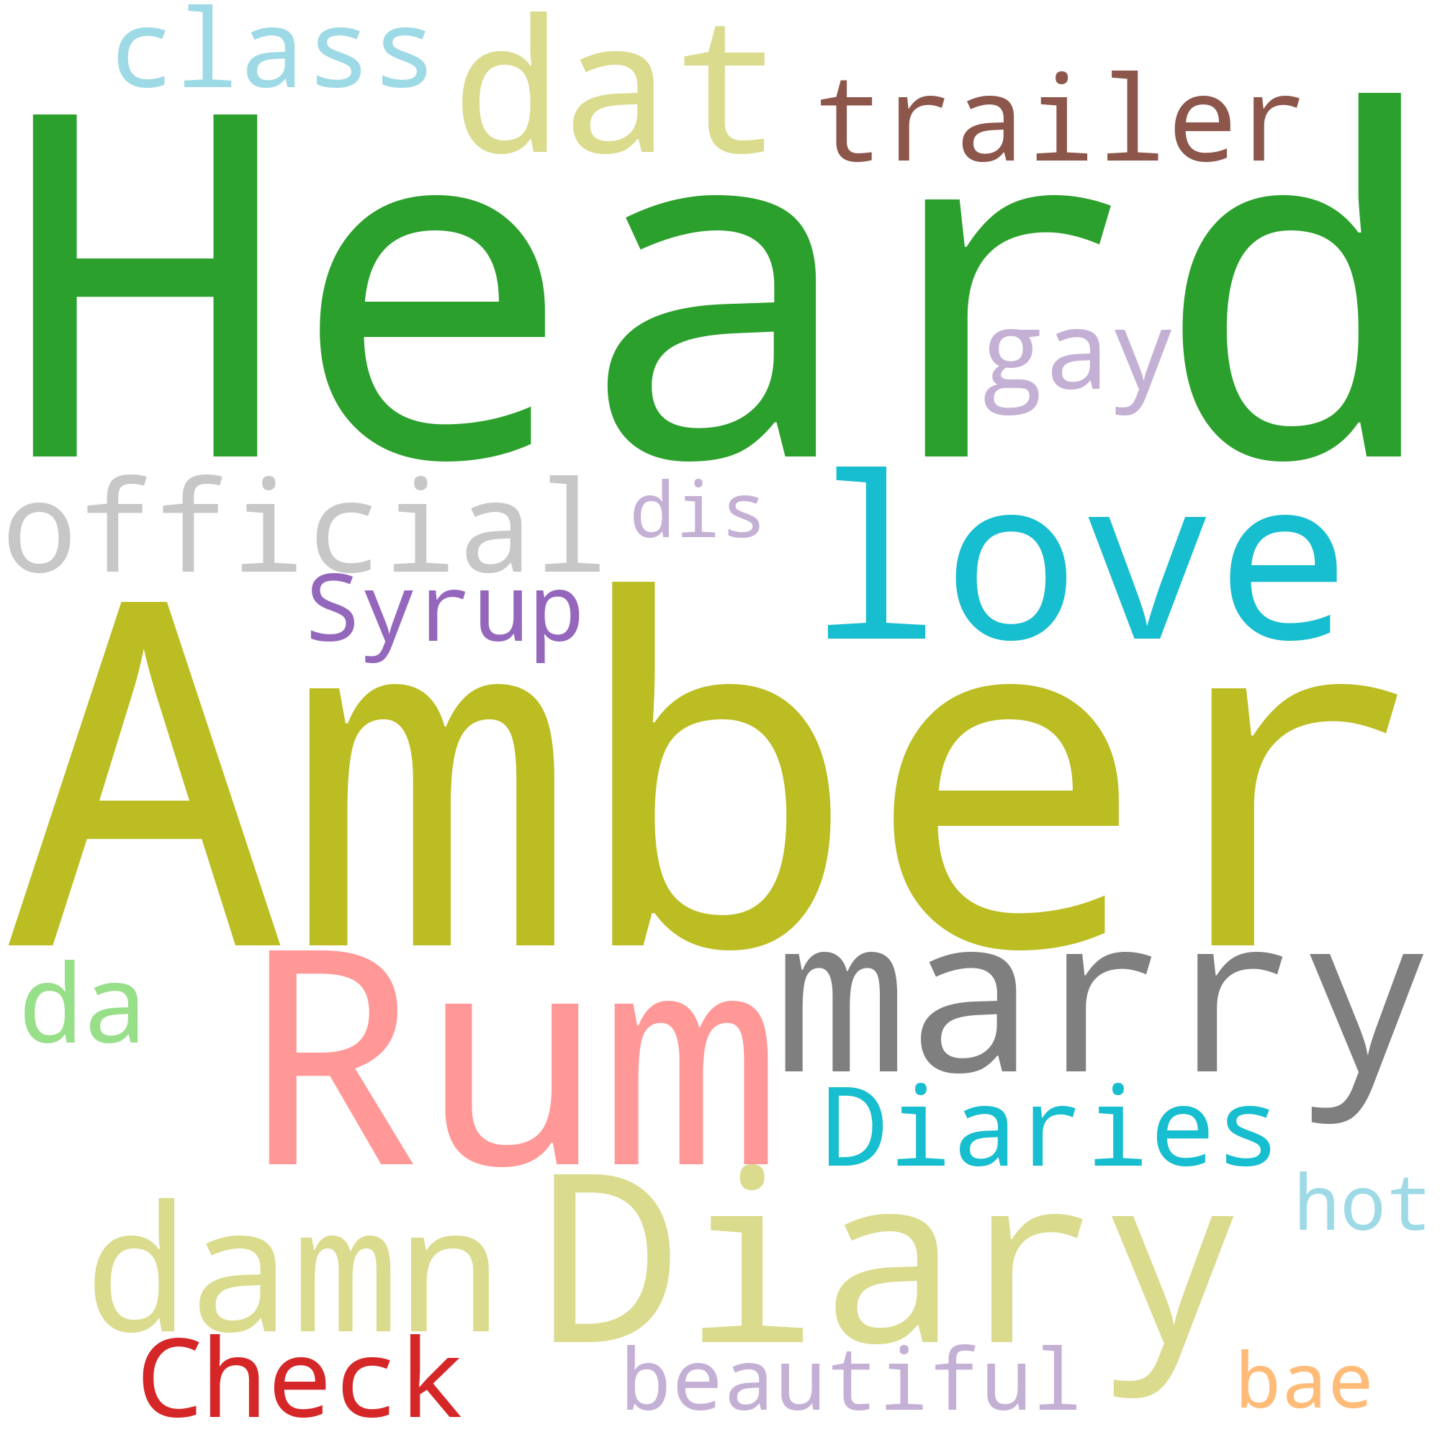 class
dat
trailer
Heard
gay
official
dis
love
Syrup
Amber
da
Rum
marry
Diaries
hot
damn
Diary
Check
beautiful
bae